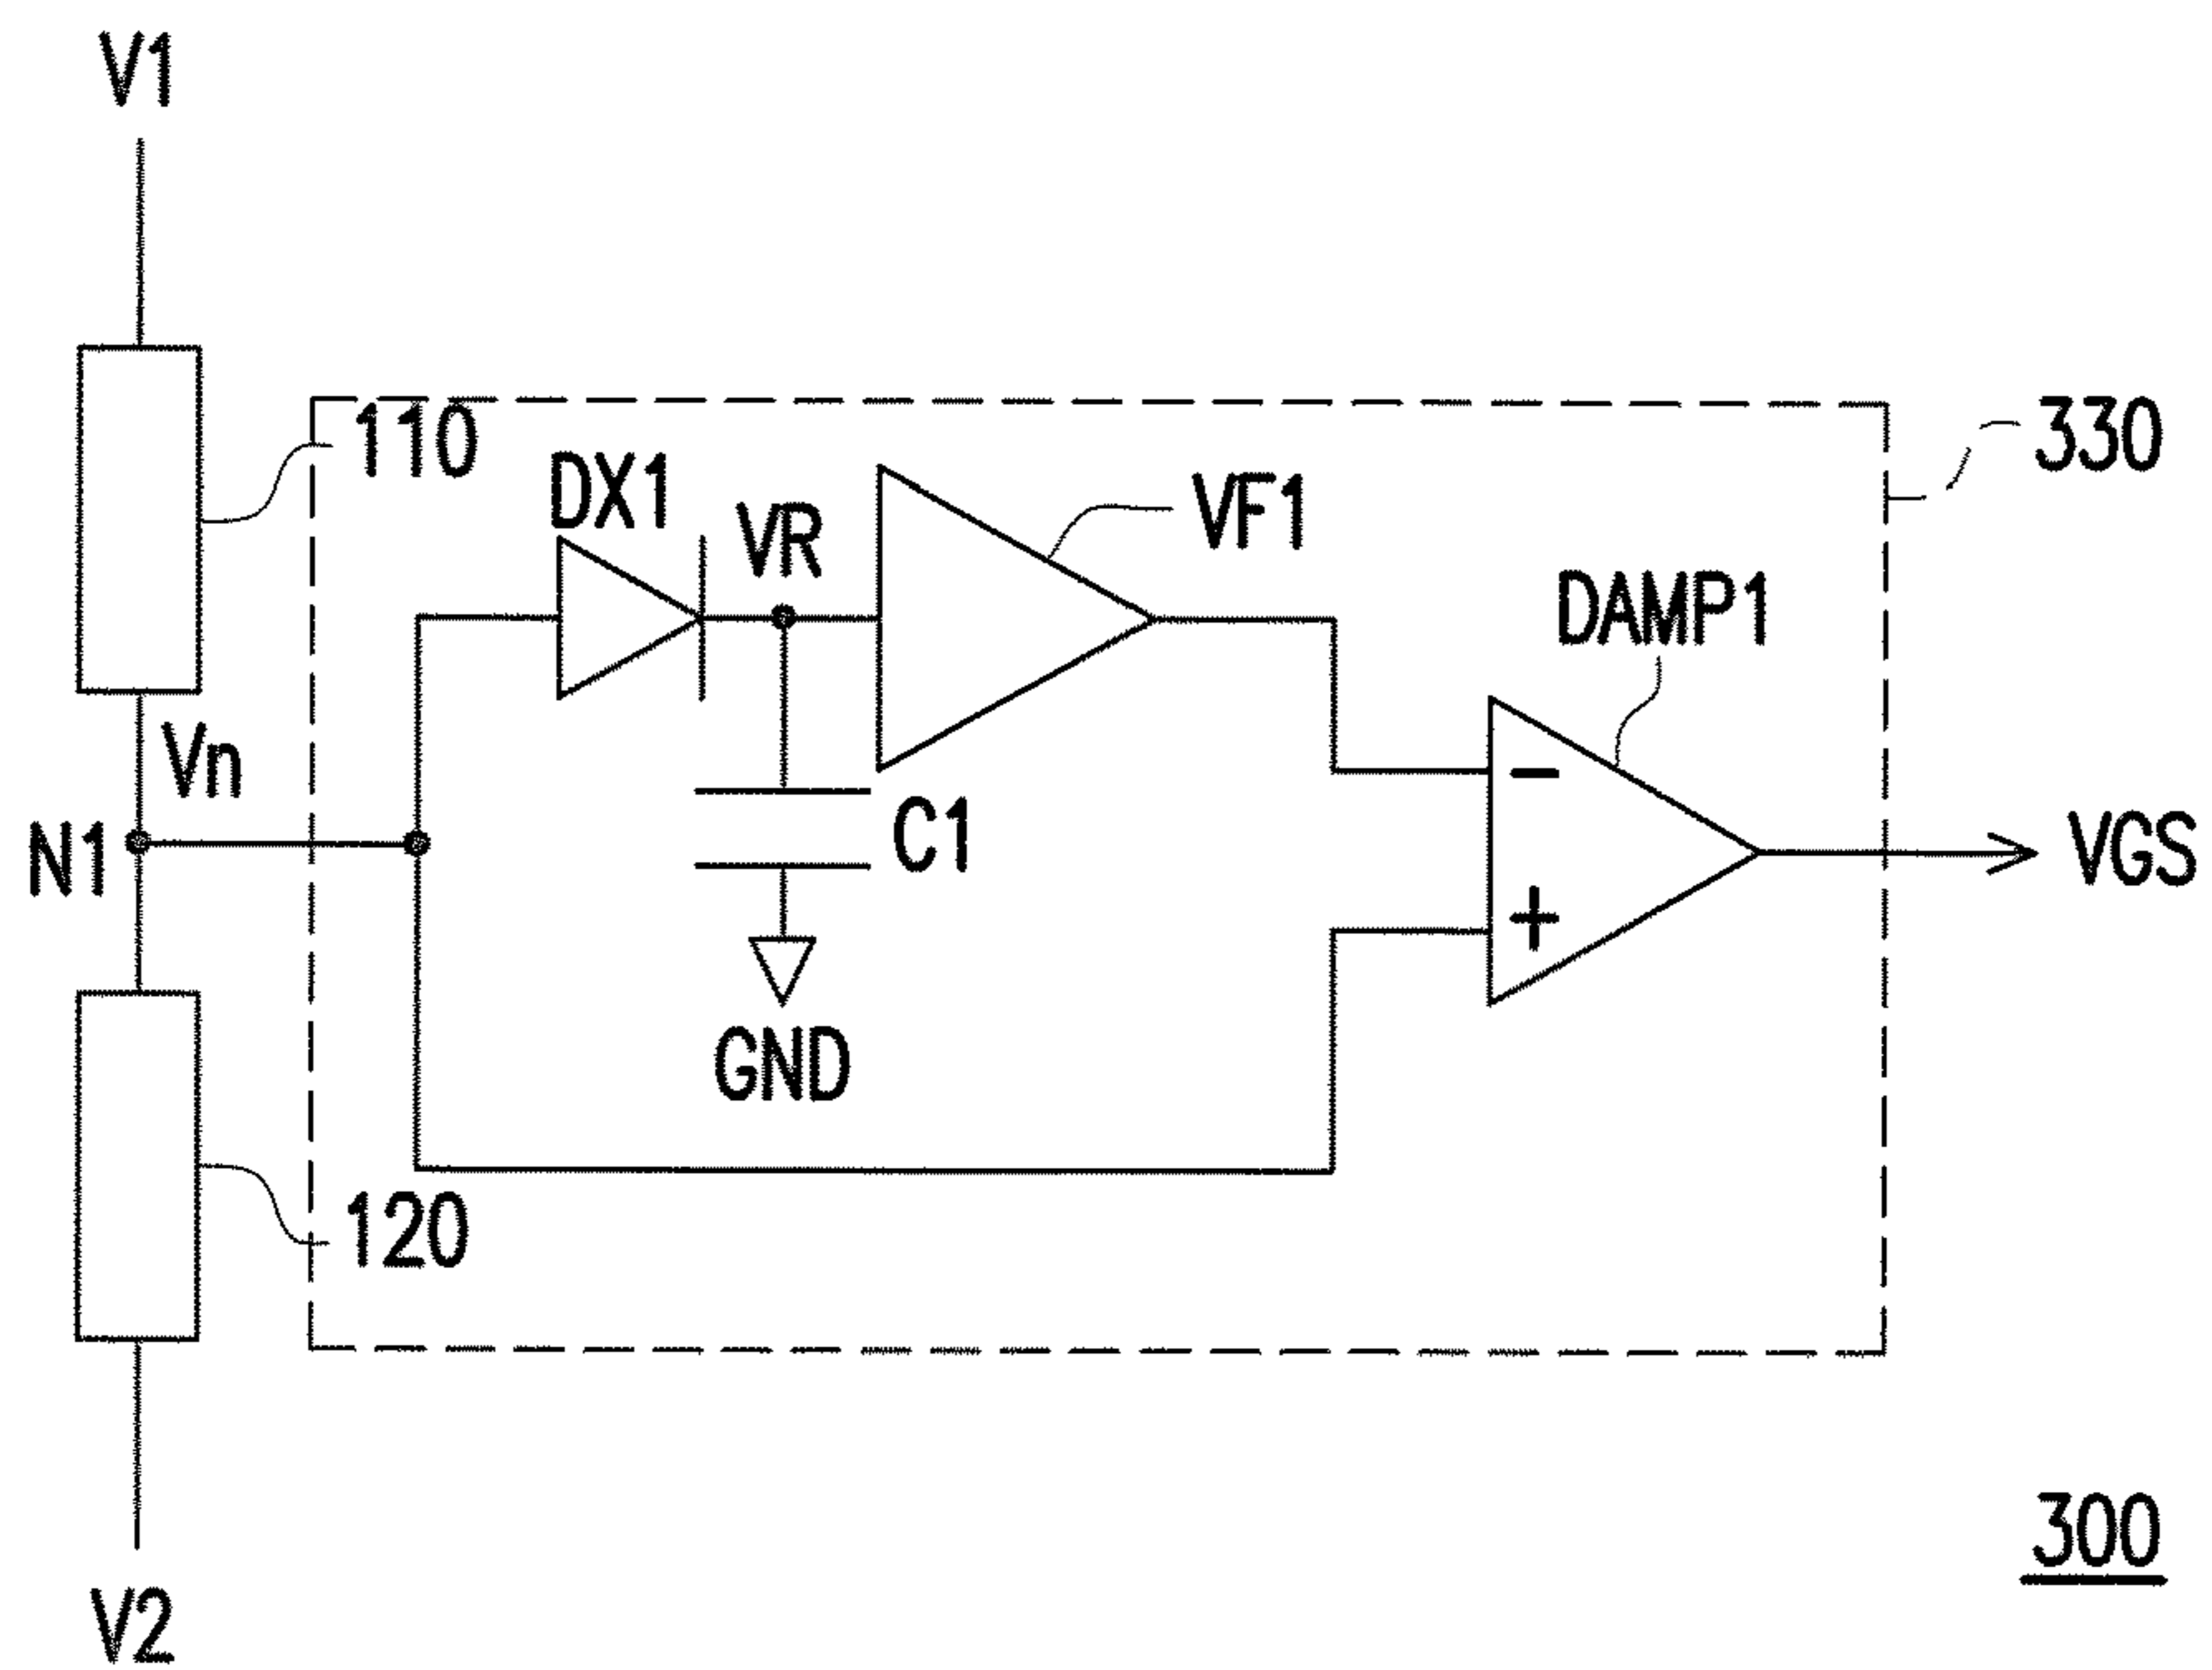 V1
110
330
DX1
VR
VF1
DAMP1
Vn
−
N1
C1
VGS
+
GND
120
300
V2